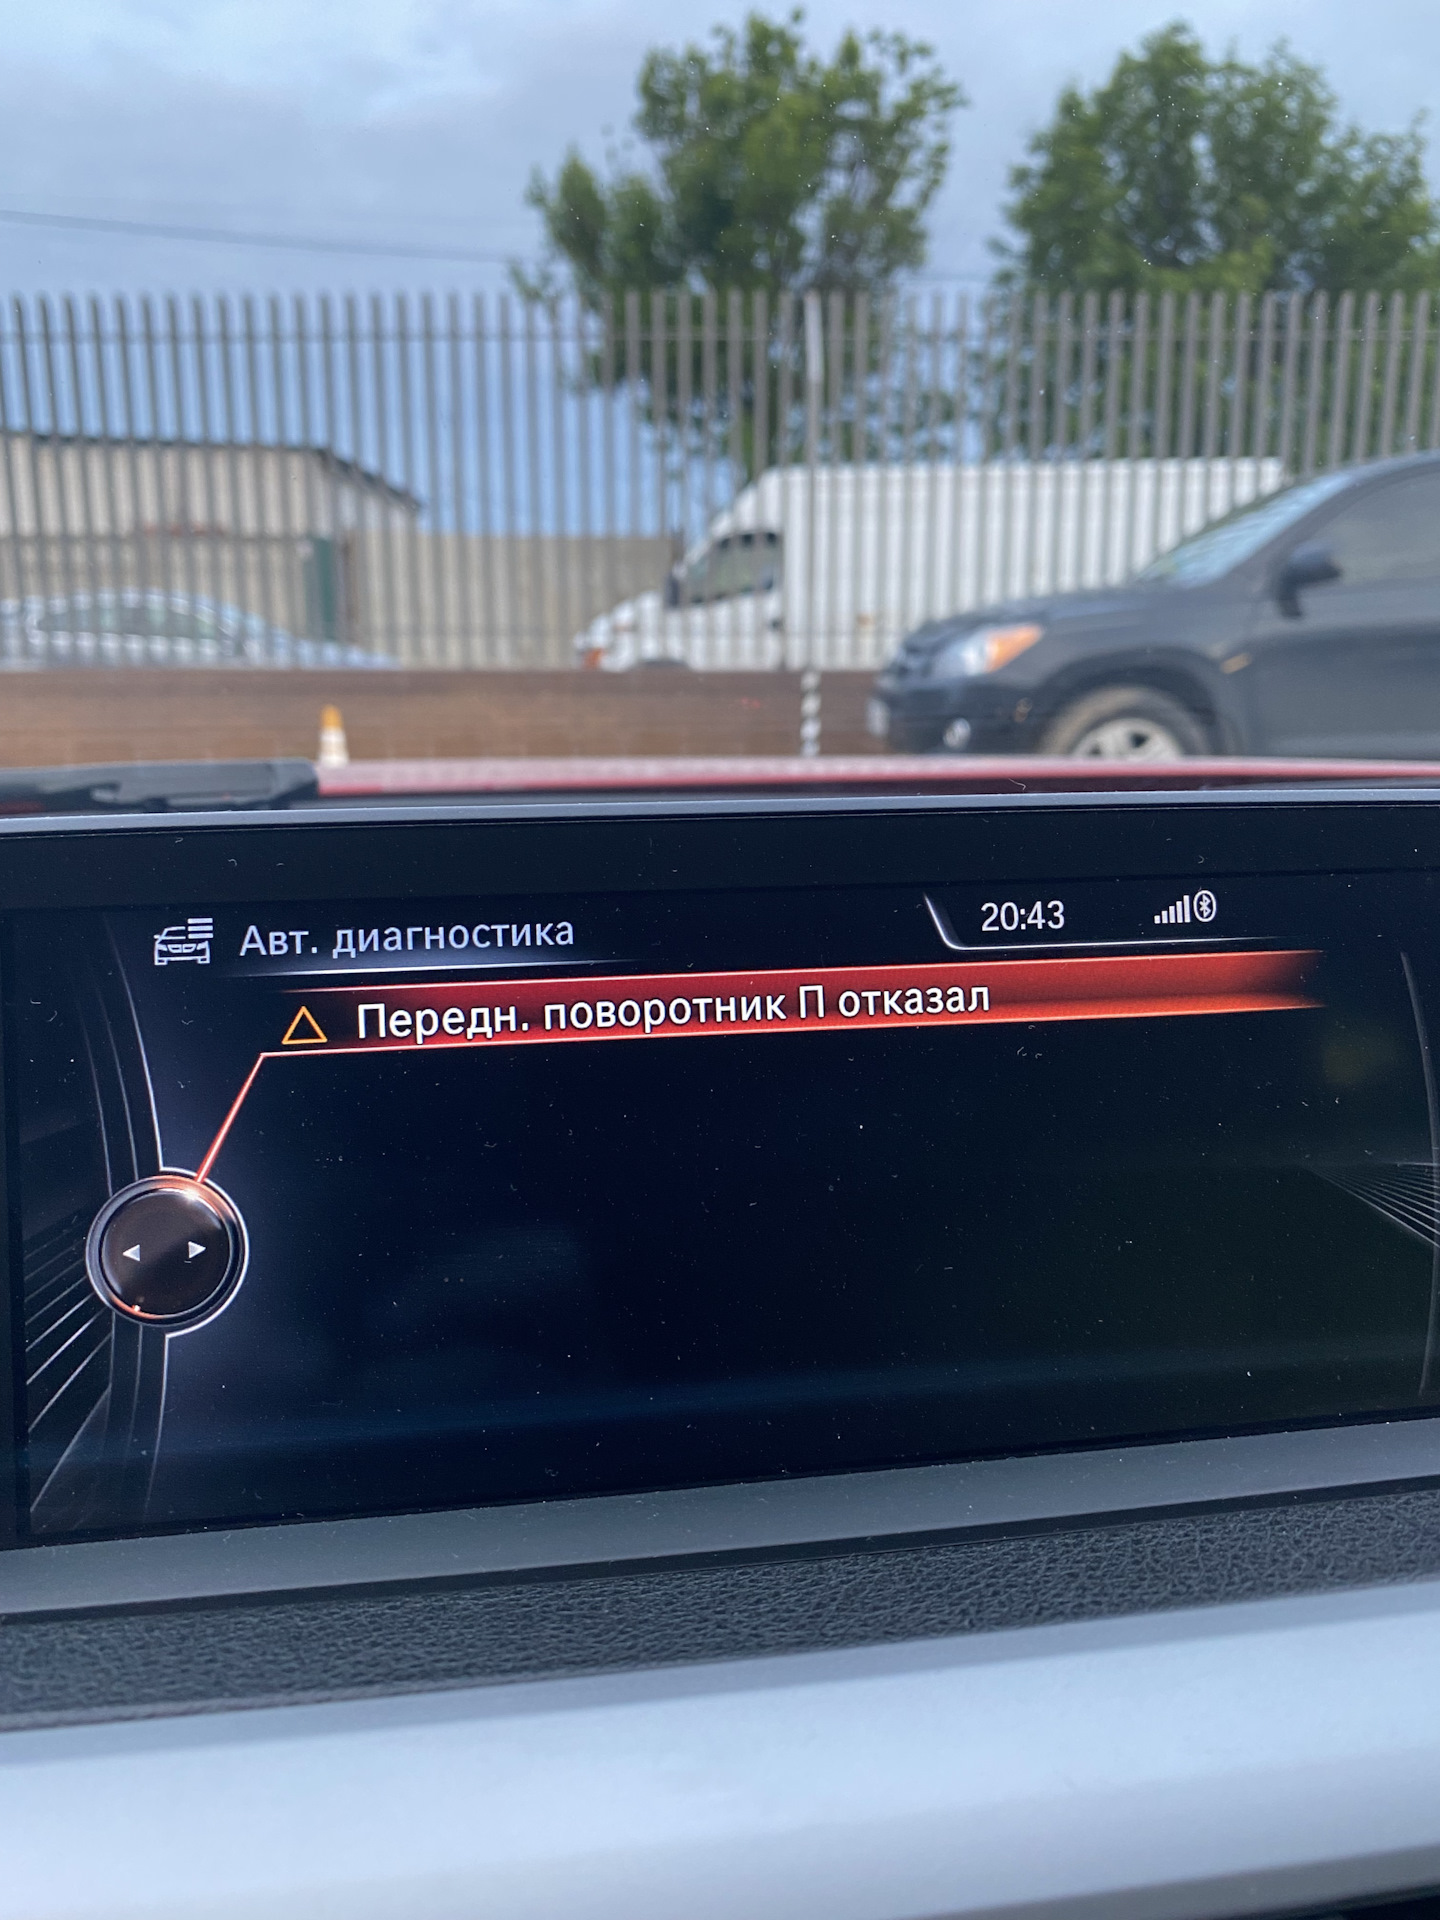 Авт. диагностика
20:43
Передн. поворотник П отказал